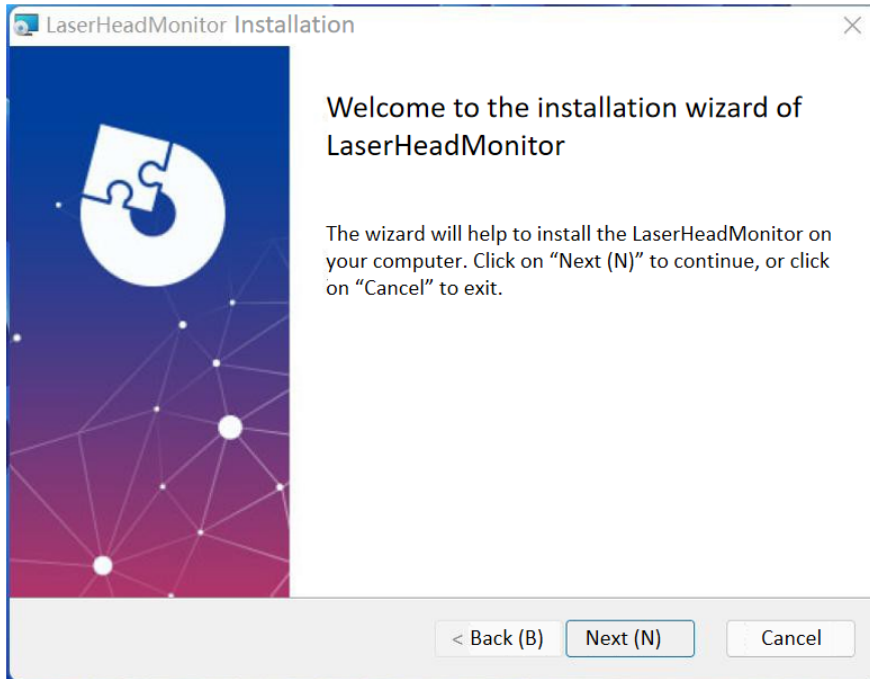 LaserHeadMonitor Installation
Welcome to the installation wizard of
LaserHeadMonitor
The wizard will help to install the LaserHeadMonitor on
your computer. Click on “Next (N)” to continue, or click
on “Cancel” to exit.
< Back (B)
Next (N)
Cancel